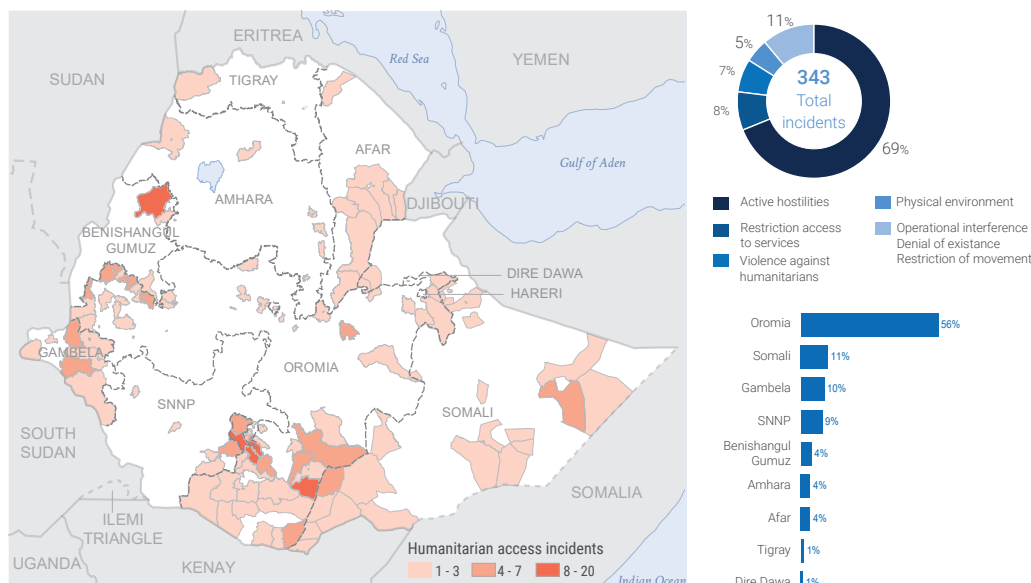 ERITREA
Red Sea
YEMEN
SUDAN
TIGRAY
AFAR
Gulf of Aden
AMHARA
DJIBOUTI
BENISHANGUL
GUMUZ
DIRE DAWA
HARERI
GAMBELA
OROMIA
SNNP
SOMALI
SOUTH
SUDAN
SOMALIA
ILEMI
TRIANGLE
UGANDA
KENAY
Indian Ocean
Humanitarian access incidents
1 - 3
4 - 7
8 - 20
11%
5%
7%
8%
69%
343
Total
incidents
Active hostilities
Restriction access
to services
Violence against
humanitarians
Physical environment
Operational interference
Denial of existance
Restriction of movement
Oromia 56%
Somali 11%
Gambela 10%
SNNP 9%
Benishangul
Gumuz 4%
Amhara 4%
Afar 4%
Tigray 1%
Dire Dawa 1%